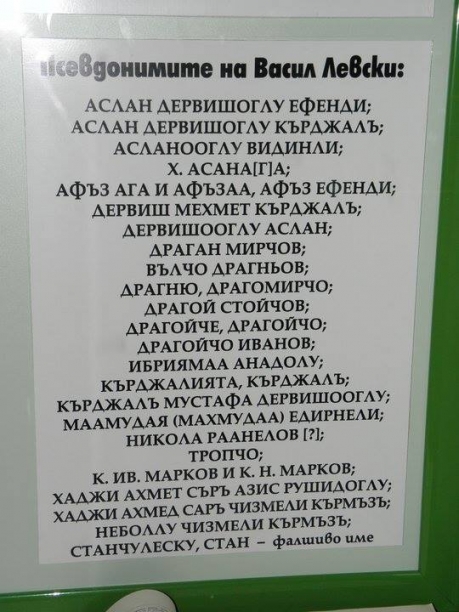 Псевдонимите на Васил Левски:
АСЛАН ДЕРВИШОГЛУ ЕФЕНДИ;
АСЛАН ДЕРВИШОГЛУ КЪРДЖАЛЪ;
АСЛАНООГЛУ ВИДИНЛИ;
Х. АСАНА[Г]А;
АФЪЗ АГА И АФЪЗАА, АФЪЗ ЕФЕНДИ;
ДЕРВИШ МЕХМЕТ КЪРДЖАЛЪ;
ДЕРВИШООГЛУ АСЛАН;
ДРАГАН МИРЧОВ;
ВЪЛЧО ДРАГНЬОВ;
ДРАГНЮ, ДРАГОМИРЧО;
ДРАГОЙ СТОЙЧОВ;
ДРАГОЙЧЕ, ДРАГОЙЧО;
ДРАГОЙЧО ИВАНОВ;
ИБРИЯМАА АНАДОЛУ;
КЪРДЖАЛИЯТА, КЪРДЖАЛЪ;
КЪРДЖАЛЪ МУСТАФА ДЕРВИШООГЛУ;
МААМУДАЯ (МАХМУДАА) ЕДИРНЕЛИ;
НИКОЛА РААНЕЛОВ [?];
ТРОПЧО;
К. ИВ. МАРКОВ И К. Н. МАРКОВ;
ХАДЖИ АХМЕТ СЪРЪ АЗИС РУШИДОГЛУ;
ХАДЖИ АХМЕД САРЪ ЧИЗМЕЛИ КЪРМЪЗЪ;
НЕБОЛЛУ ЧИЗМЕЛИ КЪРМЪЗЪ;
СТАНЧУЛЕСКУ, СТАН – фалшиво име